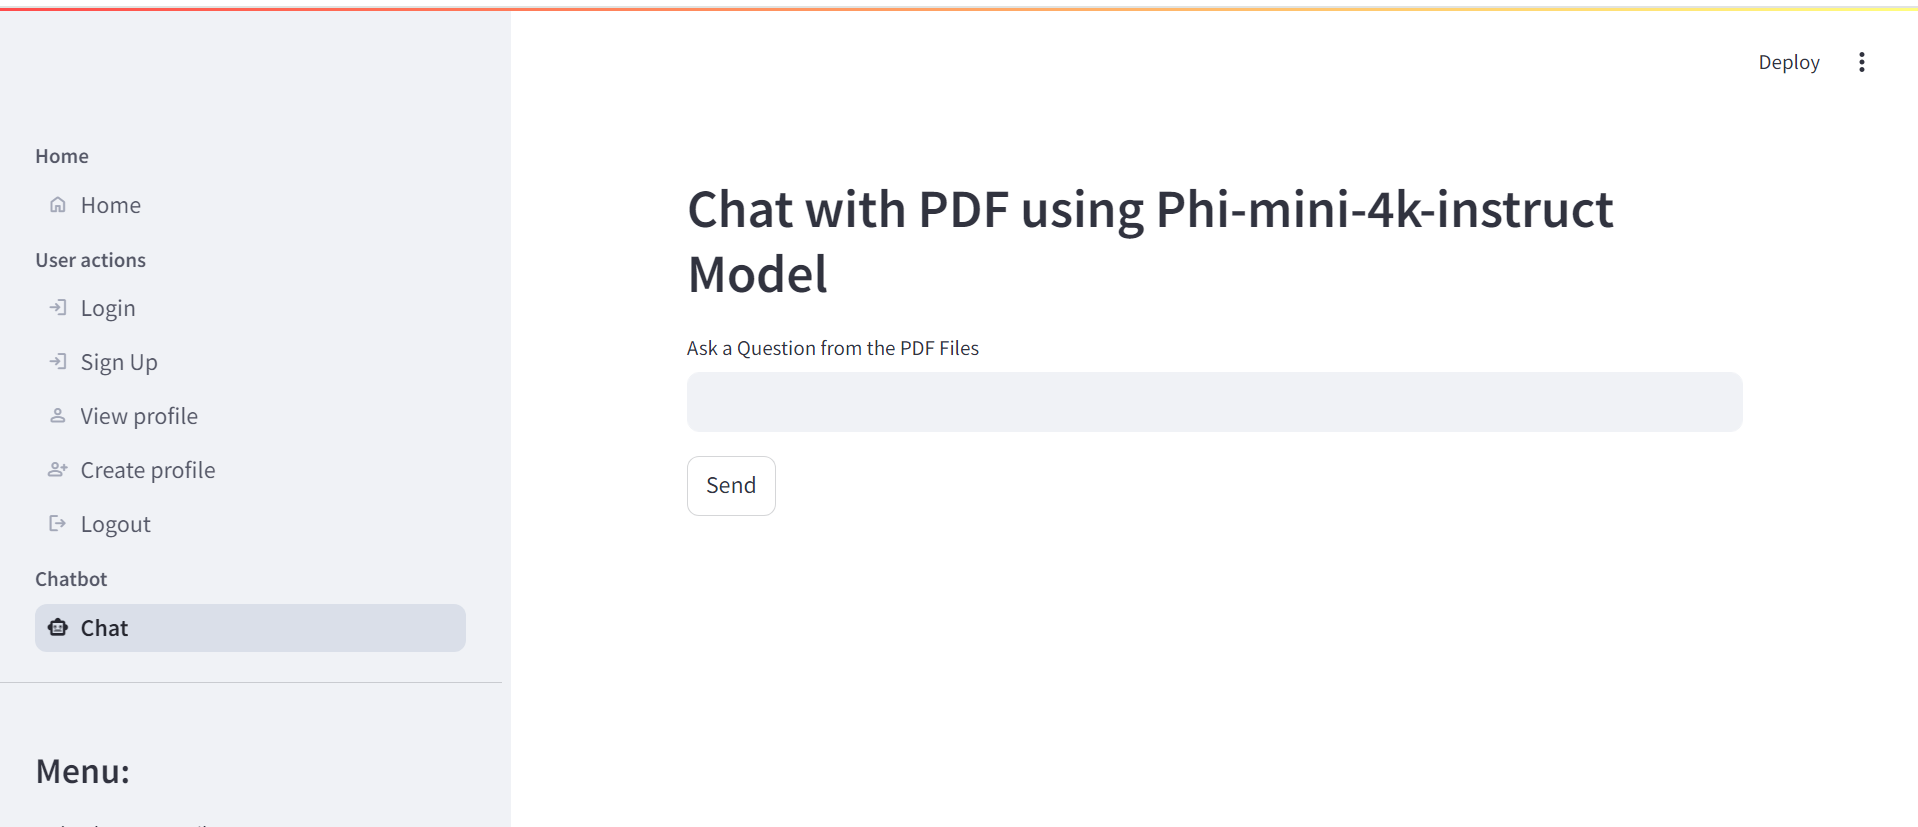 Deploy
Home
Home
User actions
Login
Sign Up
View profile
Create profile
Logout
Chatbot
Chat
Menu:
Chat with PDF using Phi-mini-4k-instruct
Model
Ask a Question from the PDF Files
Send